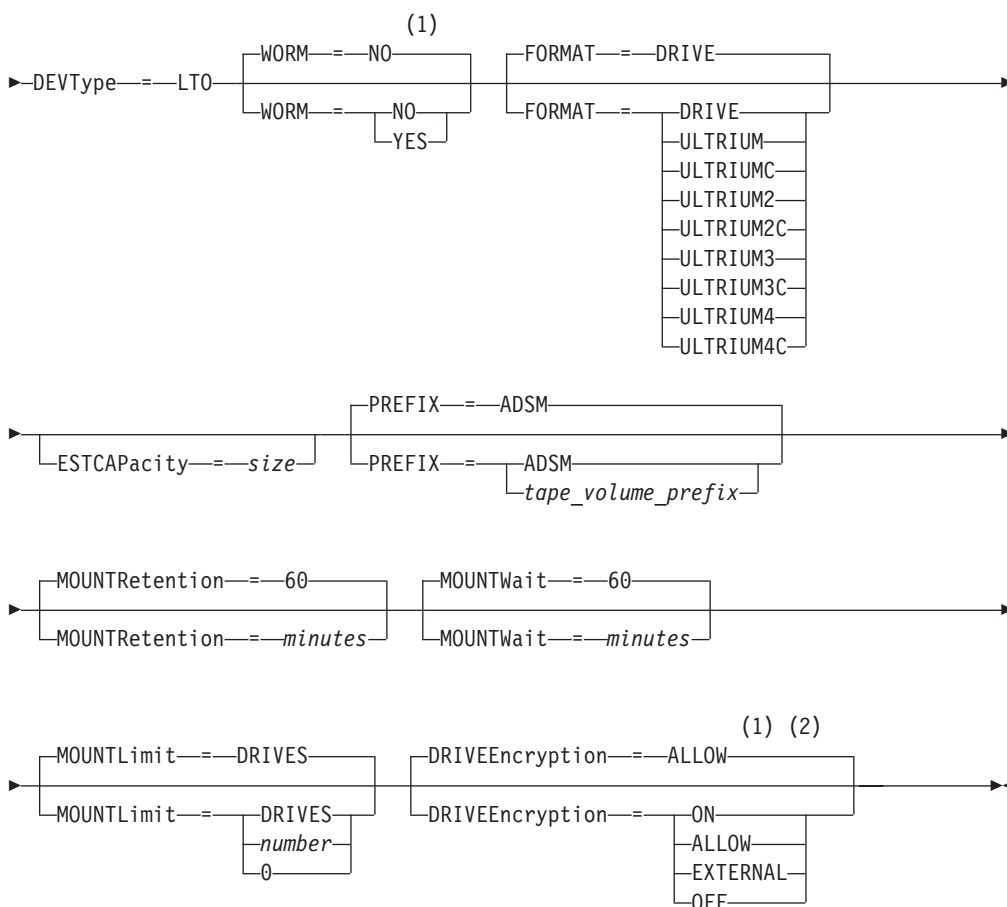 (1)
WORM = NO FORMAT = DRIVE
DEVType = LTO
WORM = NO FORMAT = DRIVE
YES ULTRIUM
ULTRIUMC
ULTRIUM2
ULTRIUM2C
ULTRIUM3
ULTRIUM3C
ULTRIUM4
ULTRIUM4C
PREFIX = ADSM
ESTCAPacity = size PREFIX = ADSM
tape_volume_prefix
MOUNTRetention = 60 MOUNTWait = 60
MOUNTRetention = minutes MOUNTWait = minutes
(1) (2)
MOUNTLimit = DRIVES DRIVEEncryption = ALLOW
MOUNTLimit = DRIVES DRIVEEncryption = ON
number ALLOW
0 EXTERNAL
OFF